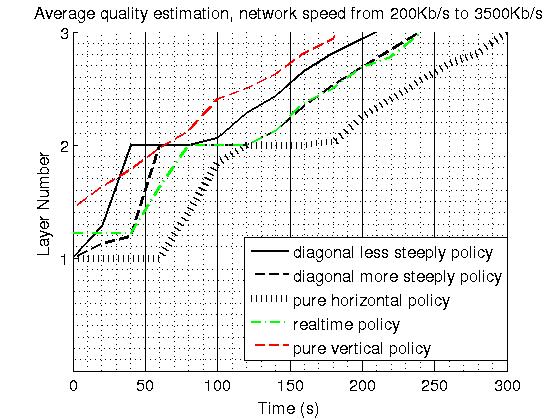 Average quality estimation, network speed from 200Kb/s to 3500Kb/s
3
2
1
Layer Number
diagonal less steeply policy
diagonal more steeply policy
pure horizontal policy
realtime policy
pure vertical policy
0 50 100 150 200 250 300
Time (s)